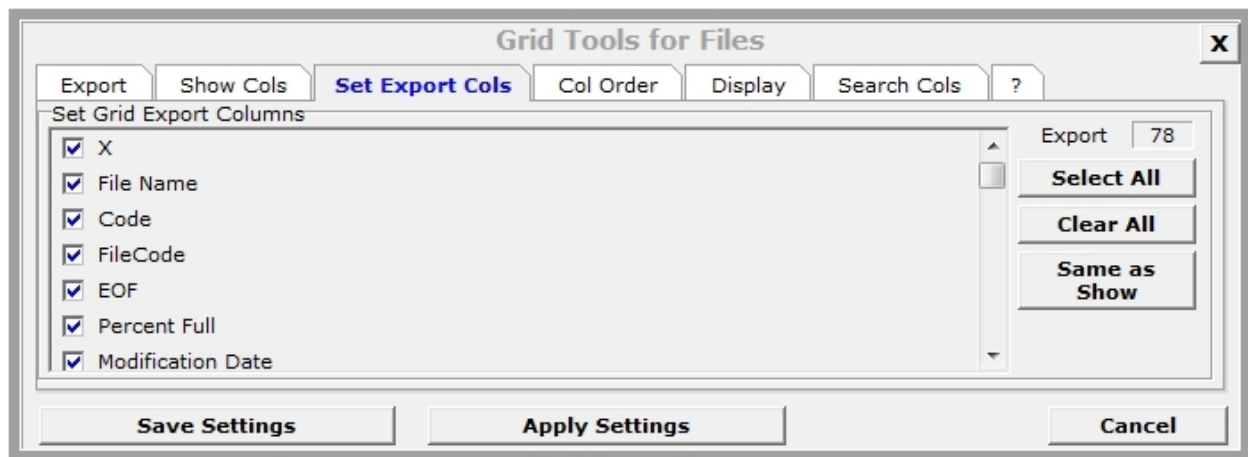 Grid Tools for Files
X
Export Show Cols Set Export Cols Col Order Display Search Cols ?
Set Grid Export Columns
X
File Name
Code
FileCode
EOF
Percent Full
Modification Date
Export 78
Select All
Clear All
Same as
Show
Save Settings Apply Settings Cancel